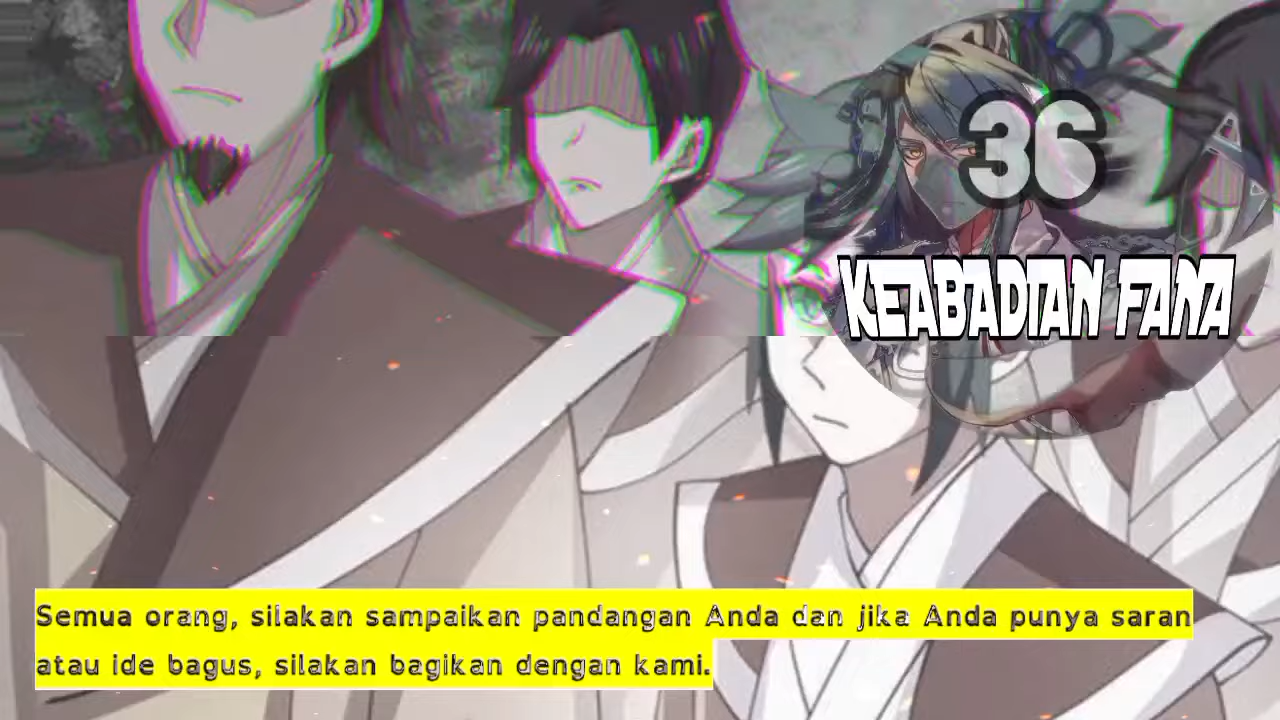 36
KEABADIAN FANA
Semua orang, silakan sampaikan pandangan Anda dan jika Anda punya saran
atau ide bagus, silakan bagikan dengan kami.